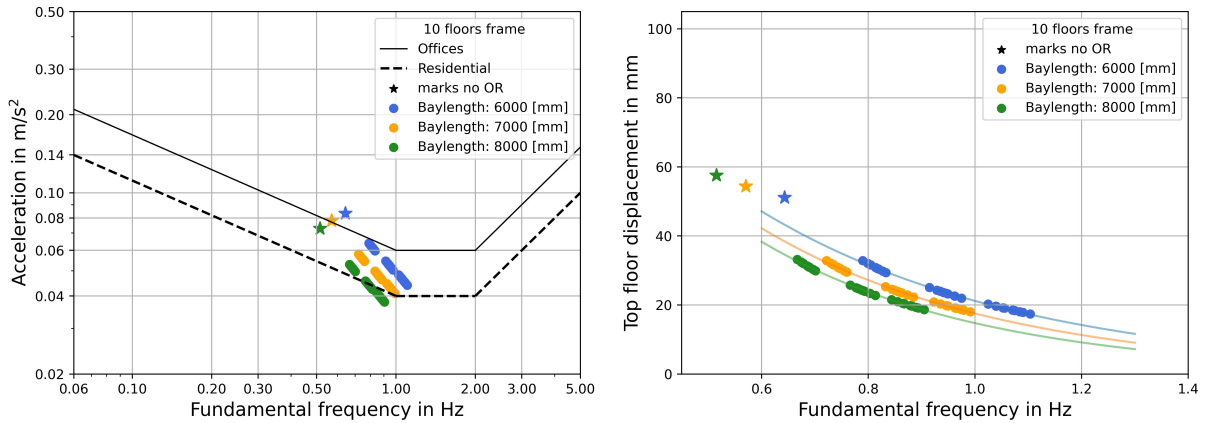 0.50
0.30
0.20
0.14
0.10
0.08
0.06
0.04
0.02
Acceleration in m/s²
10 floors frame
Offices
Residential
marks no OR
Baylength: 6000 [mm]
Baylength: 7000 [mm]
Baylength: 8000 [mm]
0.06 0.10 0.20 0.30 0.50 1.00 2.00 3.00 5.00
Fundamental frequency in Hz
100
80
60
40
20
0
Top floor displacement in mm
10 floors frame
marks no OR
Baylength: 6000 [mm]
Baylength: 7000 [mm]
Baylength: 8000 [mm]
0.6 0.8 1.0 1.2 1.4
Fundamental frequency in Hz